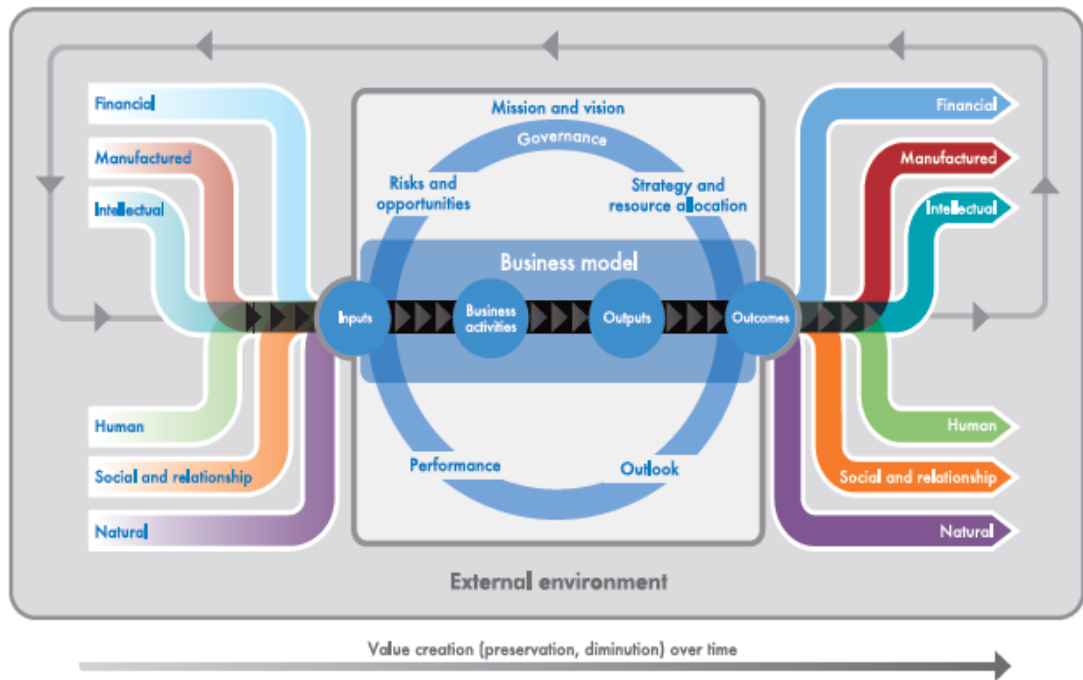 Financial
Manufactured
Intellectual
Human
Social and relationship
Natural
Mission and vision
Governance
Risks and
opportunities
Strategy and
resource allocation
Business model
Inputs
Business
activities
Outputs
Outcomes
Performance
Outlook
Financial
Manufactured
Intellectual
Human
Social and relationship
Natural
External environment
Value creation (preservation, diminution) over time